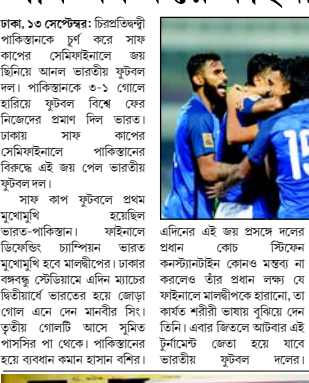 ঢাকা, ১৩ সেপ্টেম্বর: চিরপ্রতিদ্বন্দ্বী
পাকিস্তানকে চূর্ণ করে সাফ
কাপের সেমিফাইনালে জয়
ছিনিয়ে আনল ভারতীয় ফুটবল
দল। পাকিস্তানকে ৩-১ গোলে
হারিয়ে ফুটবল বিশ্বে ফের
নিজেদের প্রমাণ দিল ভারত।
ঢাকায় সাফ কাপের
সেমিফাইনালে পাকিস্তানের
বিরুদ্ধে এই জয় পেল ভারতীয়
ফুটবল দল।
সাফ কাপ ফুটবলে প্রথম
মুখোমুখি হয়েছিল
ভারত-পাকিস্তান। ফাইনালে
ডিফেন্ডিং চ্যাম্পিয়ন ভারত
মুখোমুখি হবে মালদ্বীপের। ঢাকার
বঙ্গবন্ধু স্টেডিয়ামে এদিন ম্যাচের
দ্বিতীয়ার্ধে ভারতের হয়ে জোড়া
গোল এনে দেন মানবীর সিং।
তৃতীয় গোলটি আসে সুমিত
পাসসির পা থেকে। পাকিস্তানের
হয়ে ব্যবধান কমান হাসান বশির।
এদিনের এই জয় প্রসঙ্গে দলের
প্রধান কোচ স্টিফেন
কনস্ট্যানটাইন কোনও মন্তব্য না
করলেও তাঁর প্রধান লক্ষ্য যে
ফাইনালে মালদ্বীপকে হারানো, তা
কার্যত শরীরী ভাষায় বুঝিয়ে দেন
তিনি। এবার জিতলে আটবার এই
টুর্নামেন্ট জেতা হয়ে যাবে
ভারতীয় ফুটবল দলের।
15